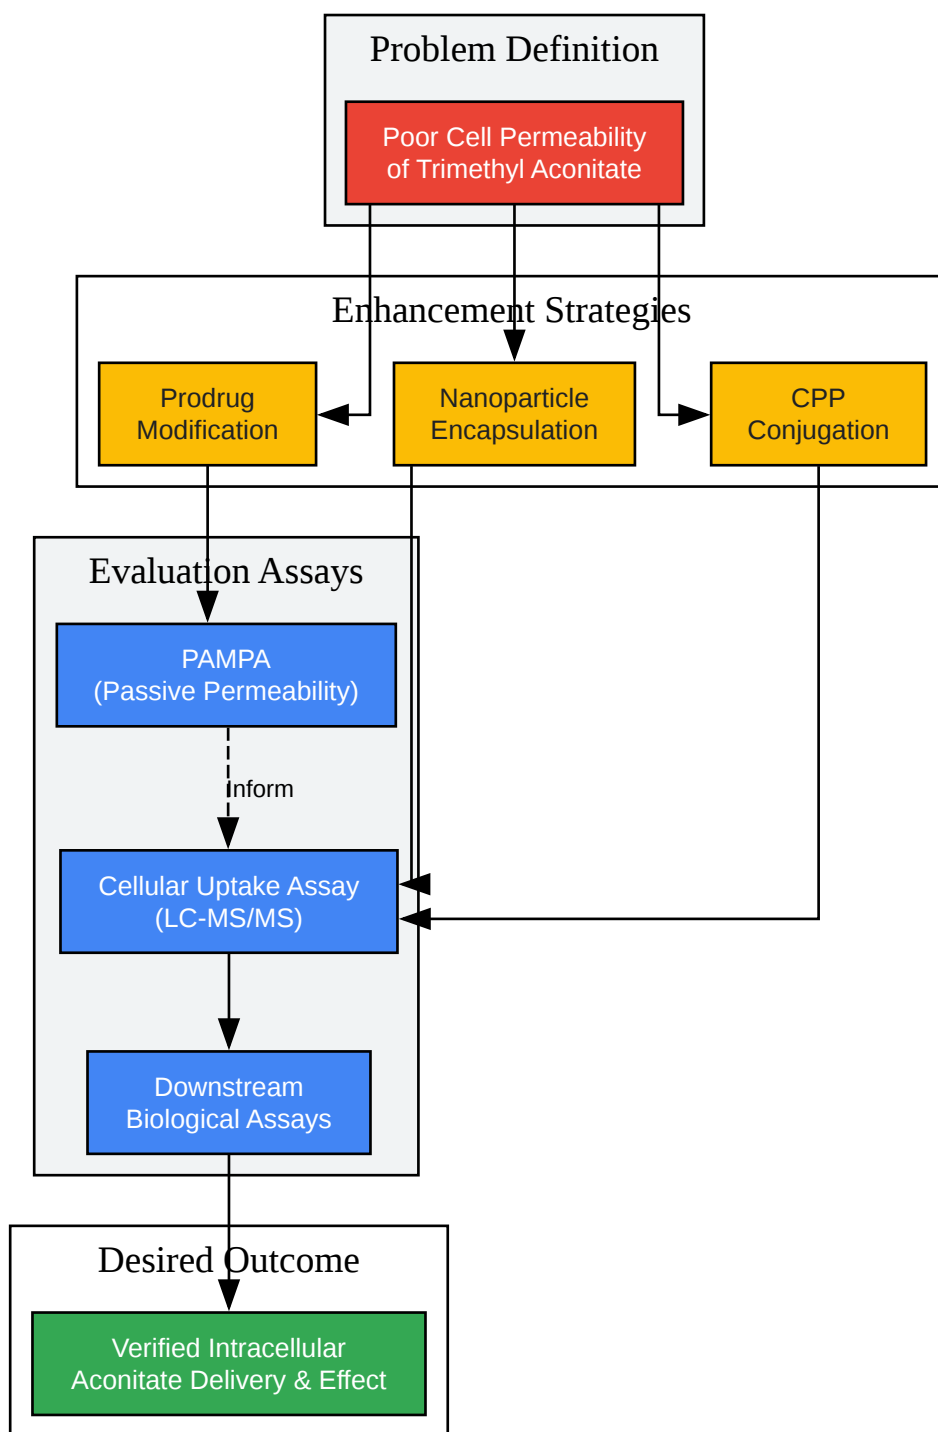 Problem Definition
Poor Cell Permeability
of Trimethyl Aconitate
Enhancement Strategies
Prodrug
Modification
Nanoparticle
Encapsulation
CPP
Conjugation
Evaluation Assays
PAMPA
(Passive Permeability)
Inform
Cellular Uptake Assay
(LC-MS/MS)
Downstream
Biological Assays
Desired Outcome
Verified Intracellular
Aconitate Delivery & Effect